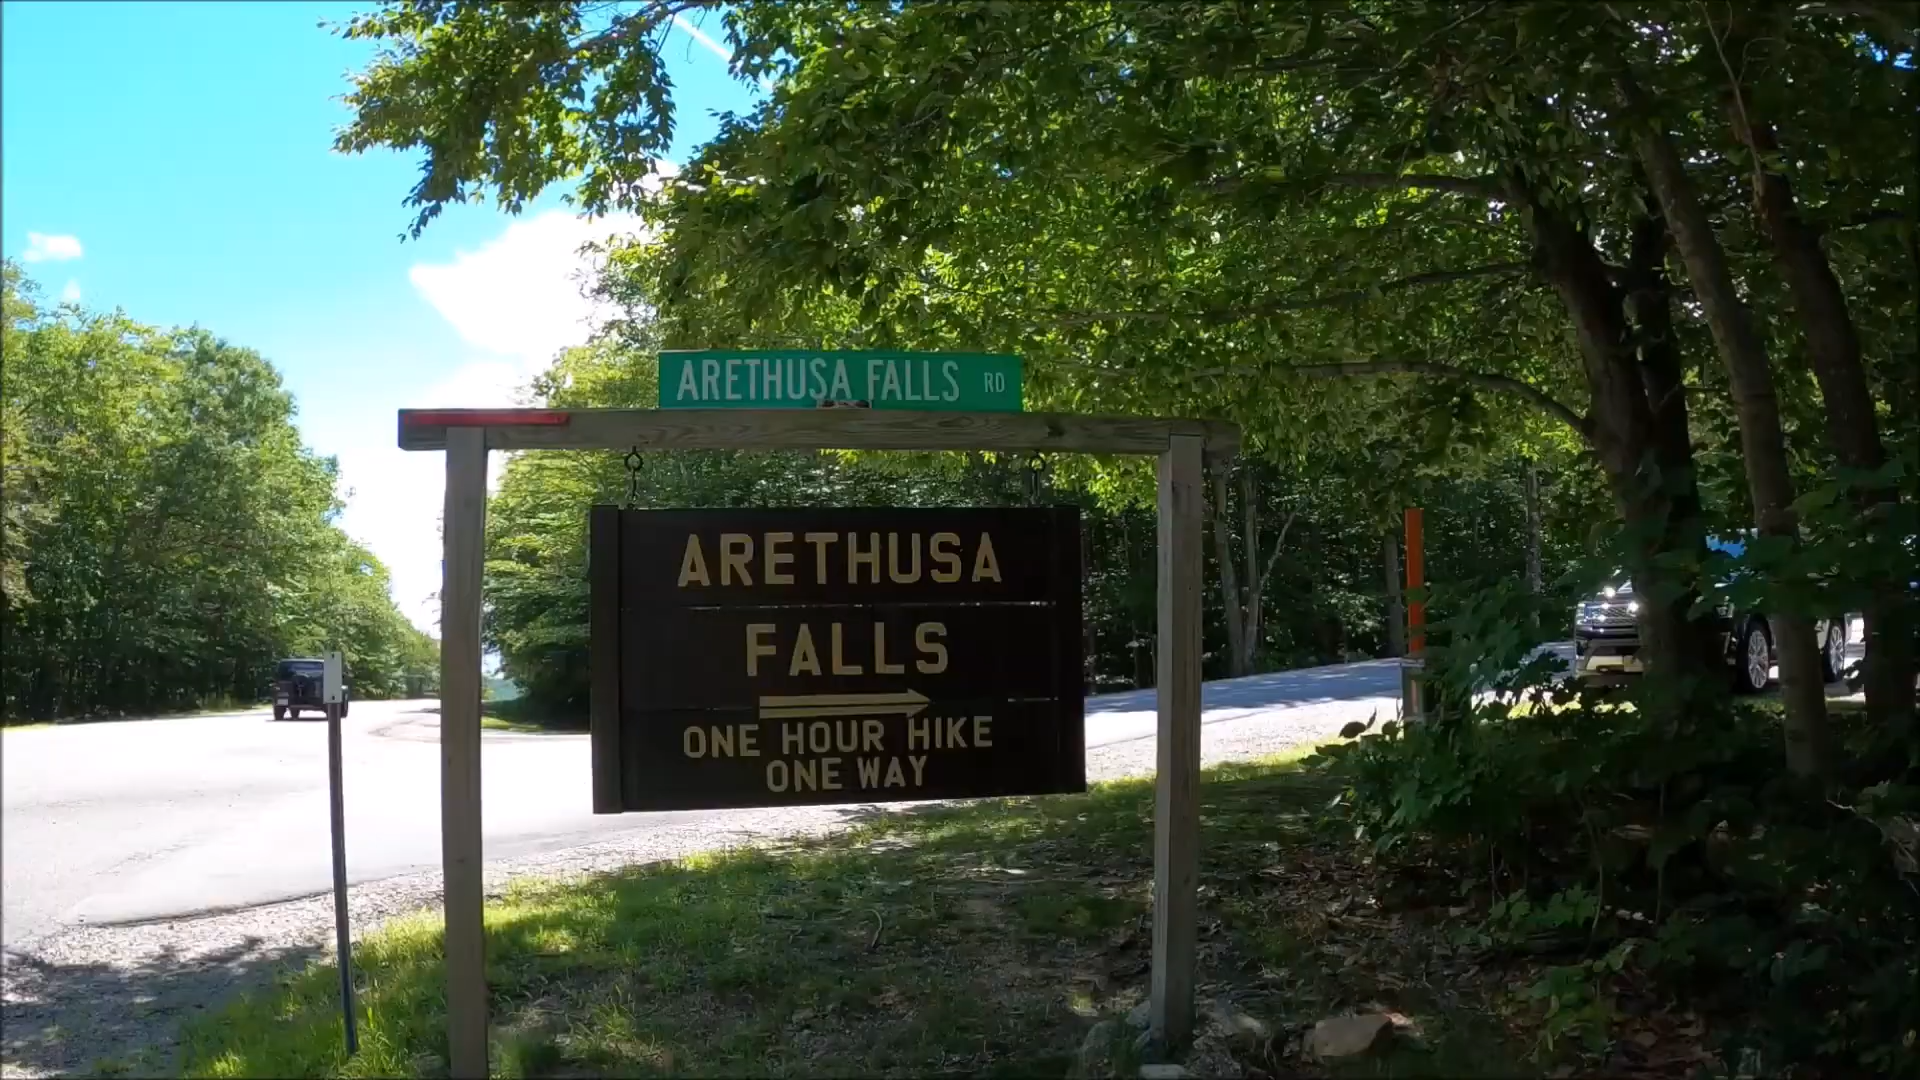 ARETHUSA FALLS RD
ARETHUSA
FALLS
ONE HOUR HIKE
ONE WAY